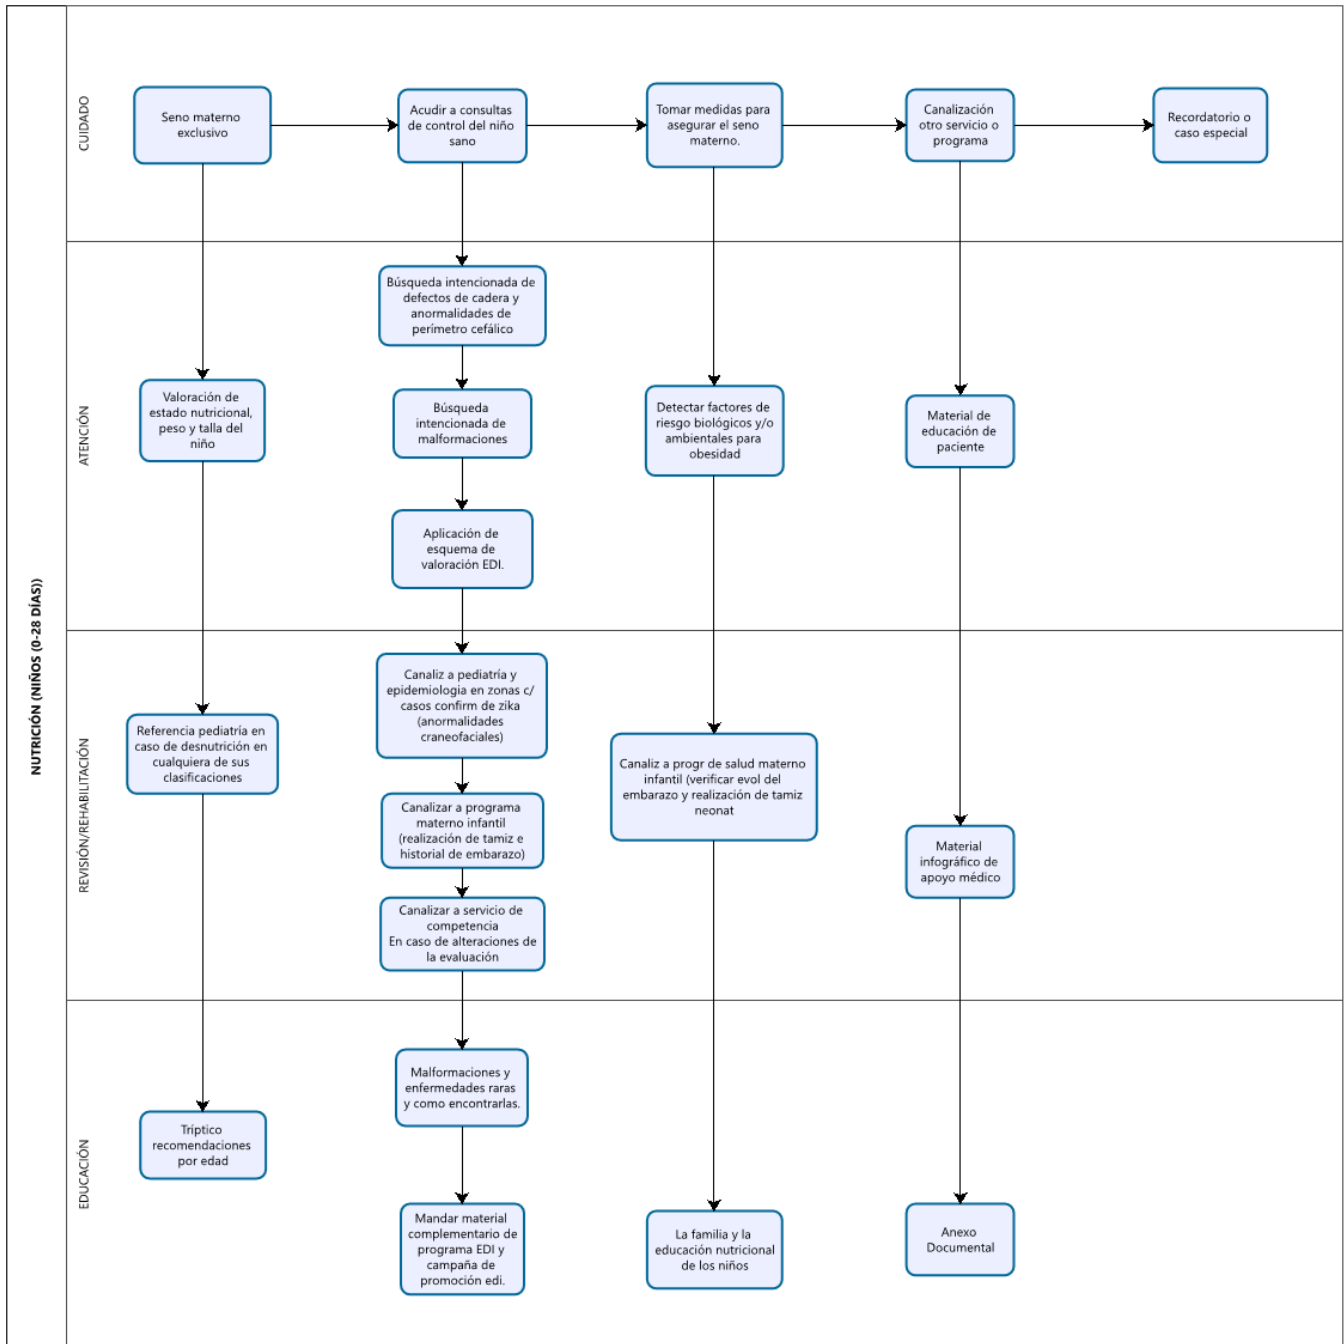 NUTRICIÓN (NIÑOS (0-28 DÍAS))
CUIDADO
Seno materno
exclusivo
Acudir a consultas
de control del niño
sano
Tomar medidas para
asegurar el seno
materno.
Canalización
otro servicio o
programa
Recordatorio o
caso especial
ATENCIÓN
Valoración de
estado nutricional,
peso y talla del
niño
Búsqueda intencionada de
defectos de cadera y
anormalidades de
perímetro cefálico
Búsqueda
intencionada de
malformaciones
Aplicación de
esquema de
valoración EDI.
Detectar factores de
riesgo biológicos y/o
ambientales para
obesidad
Material de
educación de
paciente
REVISIÓN/REHABILITACIÓN
Referencia pediatría en
caso de desnutrición en
cualquiera de sus
clasificaciones
Canaliz a pediatría y
epidemiologia en zonas c/
casos confirm de zika
(anormalidades
craneofaciales)
Canalizar a programa
materno infantil
(realización de tamiz e
historial de embarazo)
Canalizar a servicio de
competencia
En caso de alteraciones de
la evaluación
Canaliz a progr de salud materno
infantil (verificar evol del
embarazo y realización de tamiz
neonat
Material
infográfico de
apoyo médico
EDUCACIÓN
Tríptico
recomendaciones
por edad
Malformaciones y
enfermedades raras
y como encontrarlas.
Mandar material
complementario de
programa EDI y
campaña de
promoción edi.
La familia y la
educación nutricional
de los niños
Anexo
Documental